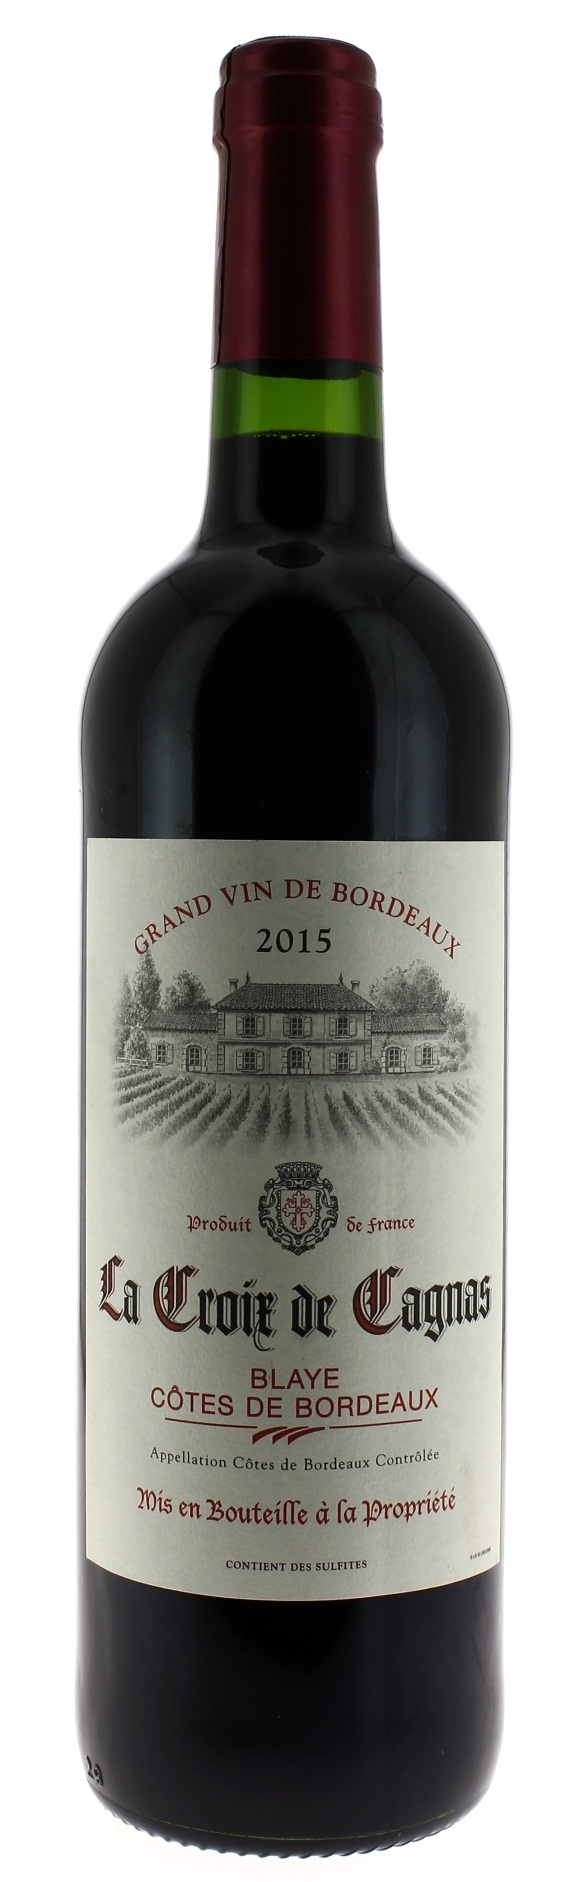 GRAND VIN DE BORDEAUX
2015
Produit de France
La Croix de Cagnas
BLAYE
CÔTES DE BORDEAUX
Appellation Côtes de Bordeaux Contrôlée
Mis en Bouteille à la Propriété
CONTIENT DES SULFITES